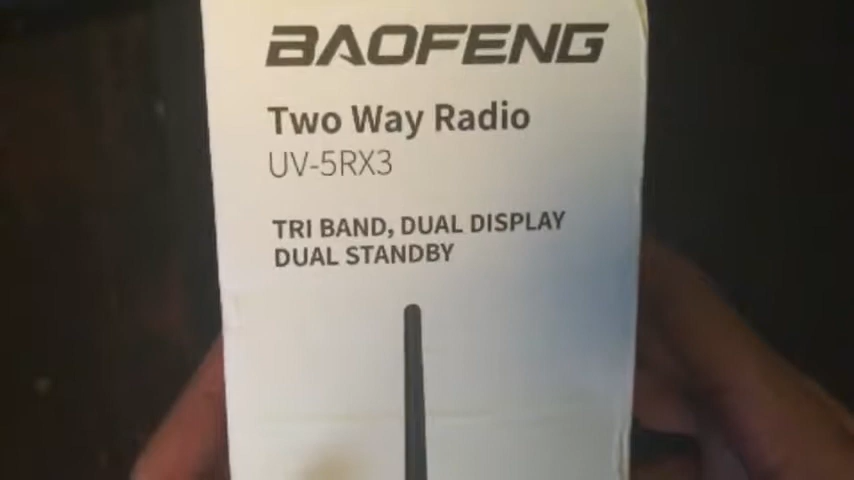 BAOFENG
Two Way Radio
UV-5RX3
TRI BAND, DUAL DISPLAY
DUAL STANDBY